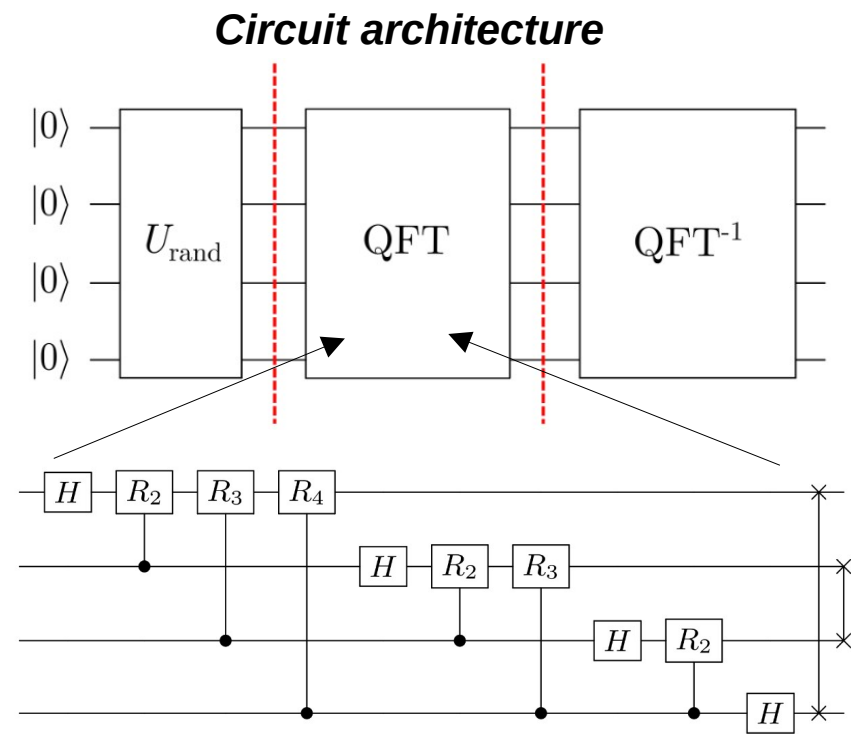 Circuit architecture
|0⟩
|0⟩
|0⟩
|0⟩
U_rand
QFT
QFT^-1
H R_2 R_3 R_4
H R_2 R_3
H R_2
H